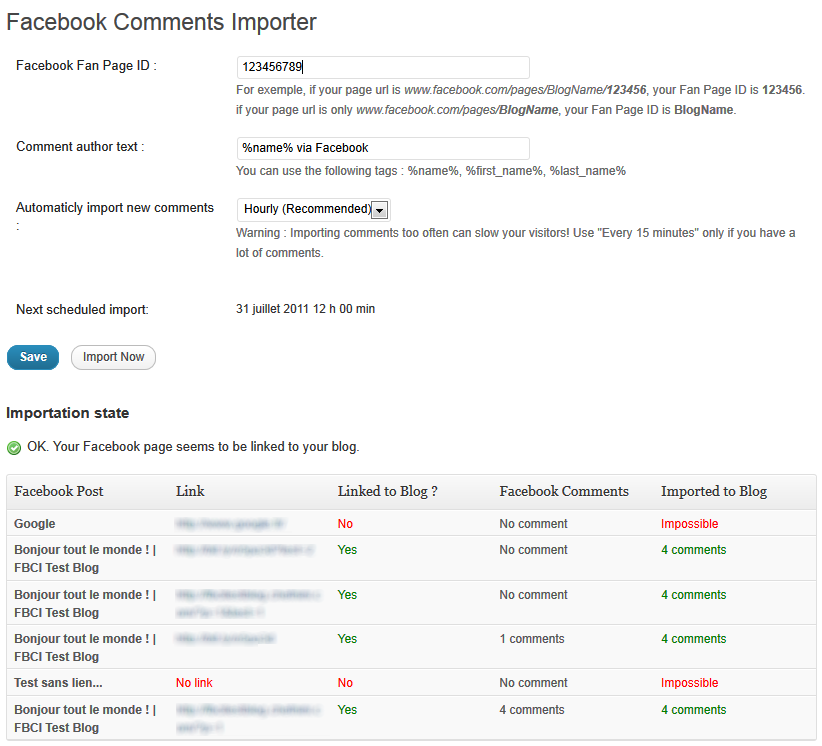 Facebook Comments Importer
Facebook Fan Page ID :
123456789
For exemple, if your page url is www.facebook.com/pages/BlogName/123456, your Fan Page ID is 123456.
if your page url is only www.facebook.com/pages/BlogName, your Fan Page ID is BlogName.
Comment author text :
%name% via Facebook
You can use the following tags : %name%, %first_name%, %last_name%
Automaticly import new comments
:
Hourly (Recommended)
Warning : Importing comments too often can slow your visitors! Use "Every 15 minutes" only if you have a
lot of comments.
Next scheduled import:
31 juillet 2011 12 h 00 min
Save
Import Now
Importation state
OK. Your Facebook page seems to be linked to your blog.
Facebook Post Link Linked to Blog ? Facebook Comments Imported to Blog
Google No No comment Impossible
Bonjour tout le monde ! | Yes No comment 4 comments
FBCI Test Blog
Bonjour tout le monde ! | Yes No comment 4 comments
FBCI Test Blog
Bonjour tout le monde ! | Yes 1 comments 4 comments
FBCI Test Blog
Test sans lien... No link No No comment Impossible
Bonjour tout le monde ! | Yes 4 comments 4 comments
FBCI Test Blog